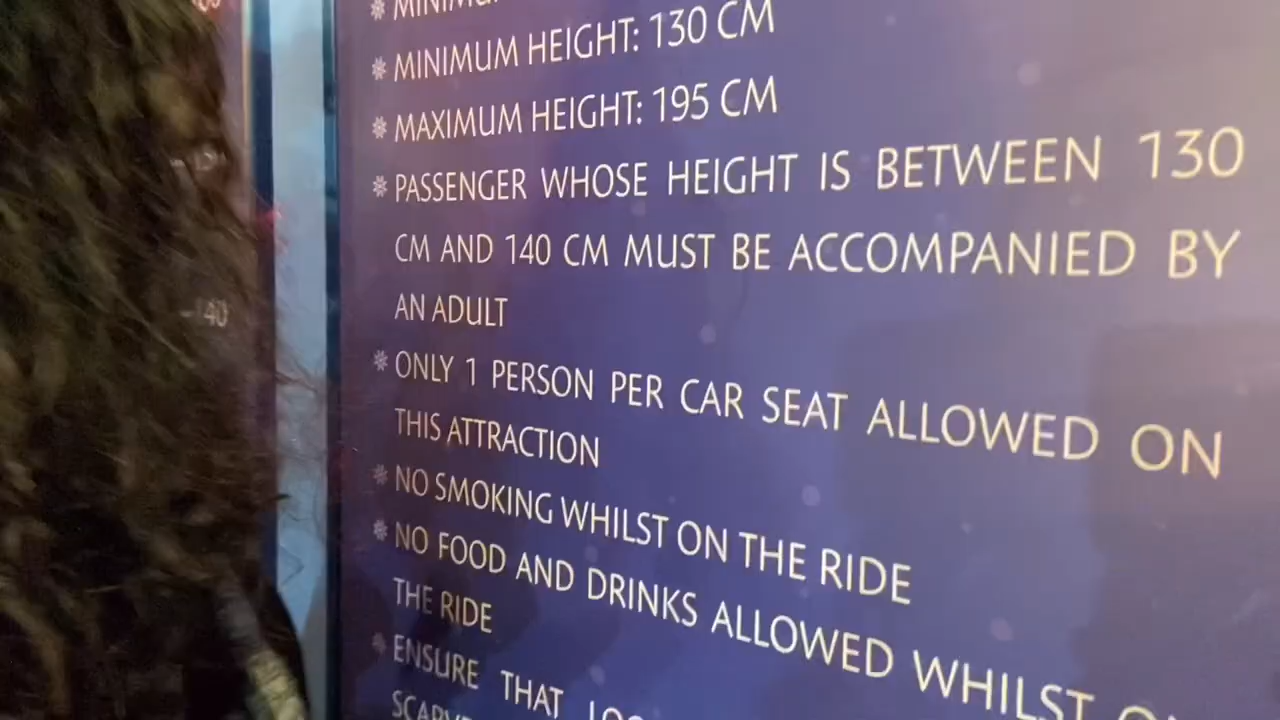 MINIMUM HEIGHT: 130 CM
MAXIMUM HEIGHT: 195 CM
PASSENGER WHOSE HEIGHT IS BETWEEN 130
CM AND 140 CM MUST BE ACCOMPANIED BY
AN ADULT
ONLY 1 PERSON PER CAR SEAT ALLOWED ON
THIS ATTRACTION
NO SMOKING WHILST ON THE RIDE
NO FOOD AND DRINKS ALLOWED WHILST
THE RIDE
ENSURE THAT
140